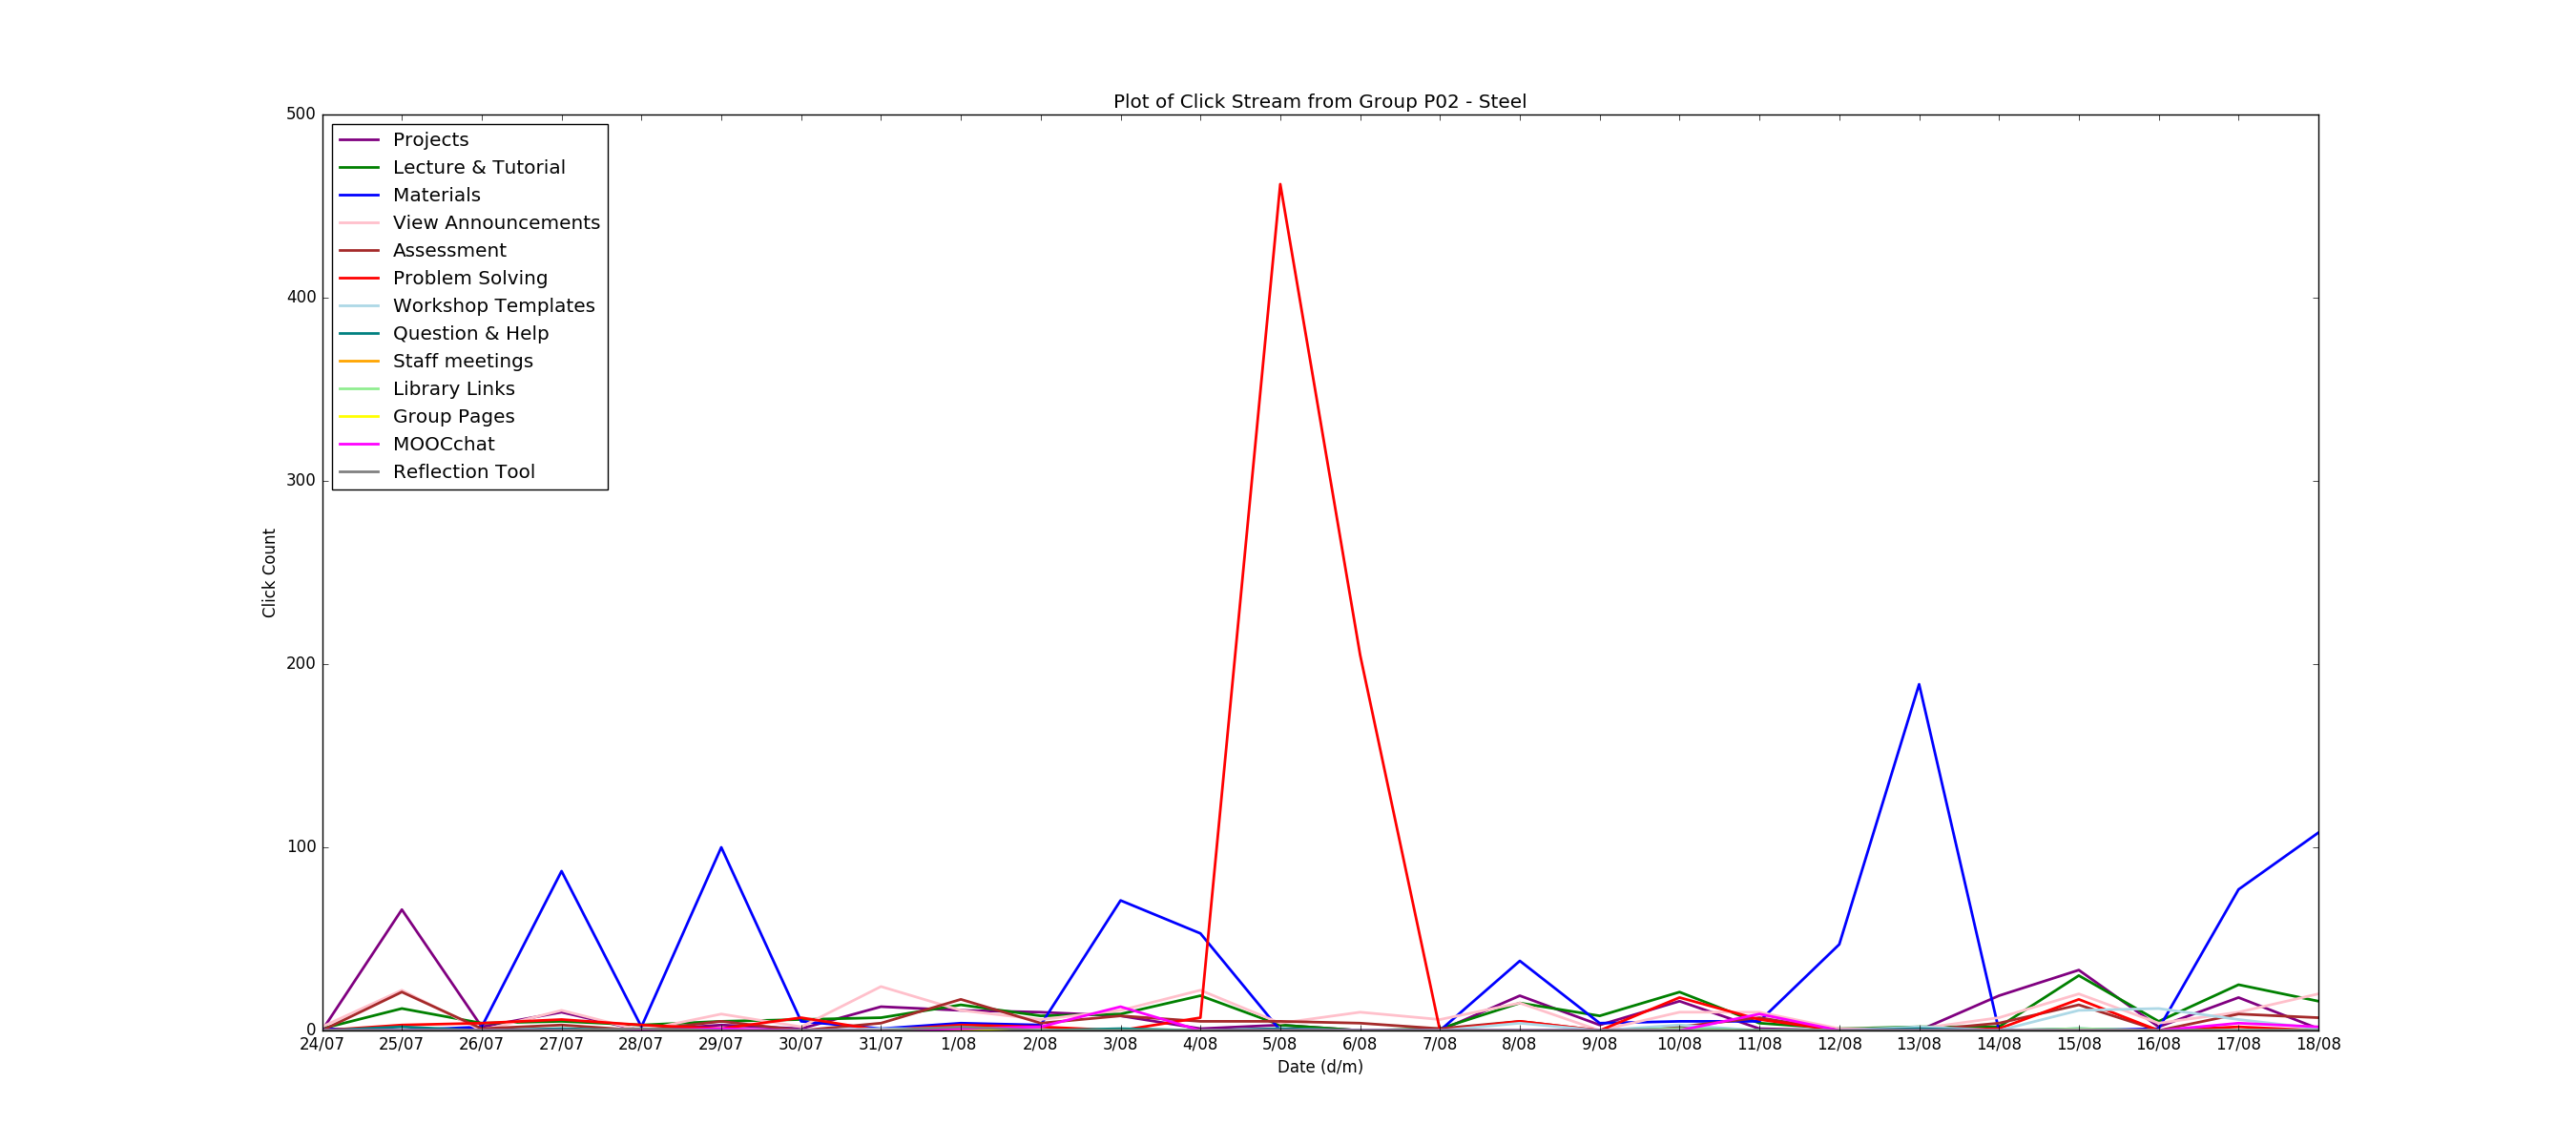 Plot of Click Stream from Group P02 - Steel
500
400
300
200
100
0
Click Count
Projects
Lecture & Tutorial
Materials
View Announcements
Assessment
Problem Solving
Workshop Templates
Question & Help
Staff meetings
Library Links
Group Pages
MOOCchat
Reflection Tool
24/07 25/07 26/07 27/07 28/07 29/07 30/07 31/07 1/08 2/08 3/08 4/08 5/08 6/08 7/08 8/08 9/08 10/08 11/08 12/08 13/08 14/08 15/08 16/08 17/08 18/08
Date (d/m)